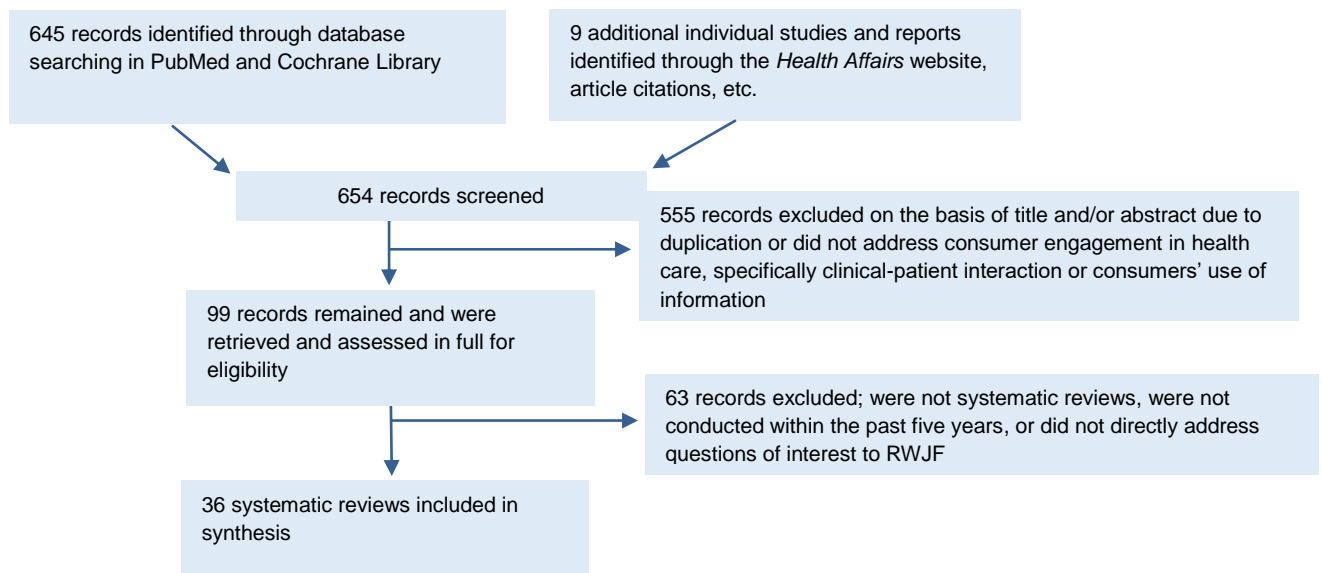 645 records identified through database
searching in PubMed and Cochrane Library
9 additional individual studies and reports
identified through the Health Affairs website,
article citations, etc.
654 records screened
555 records excluded on the basis of title and/or abstract due to
duplication or did not address consumer engagement in health
care, specifically clinical-patient interaction or consumers’ use of
information
99 records remained and were
retrieved and assessed in full for
eligibility
63 records excluded; were not systematic reviews, were not
conducted within the past five years, or did not directly address
questions of interest to RWJF
36 systematic reviews included in
synthesis